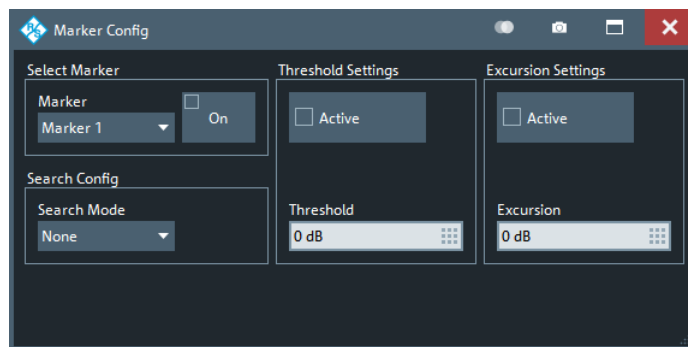 Marker Config
Select Marker
Marker
Marker 1
On
Search Config
Search Mode
None
Threshold Settings
Active
Threshold
0 dB
Excursion Settings
Active
Excursion
0 dB